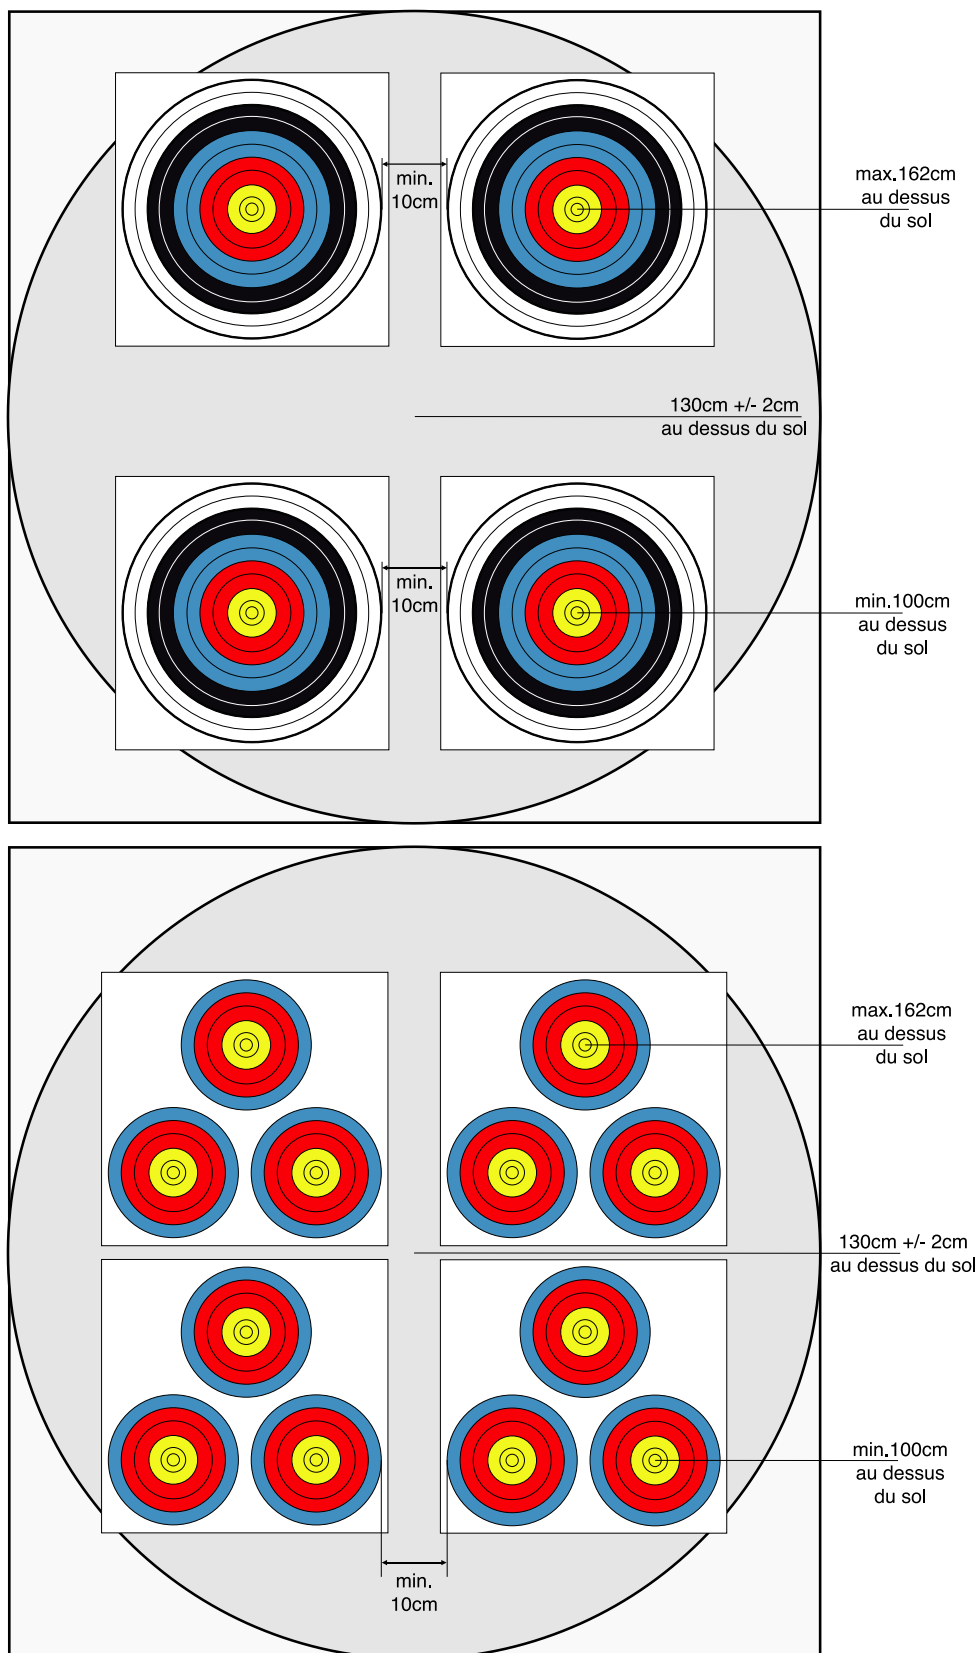 max.162cm
au dessus
du sol
min.
10cm
130cm +/- 2cm
au dessus du sol
min.
10cm
min.100cm
au dessus
du sol
max.162cm
au dessus
du sol
130cm +/- 2cm
au dessus du sol
min.100cm
au dessus
du sol
min.
10cm